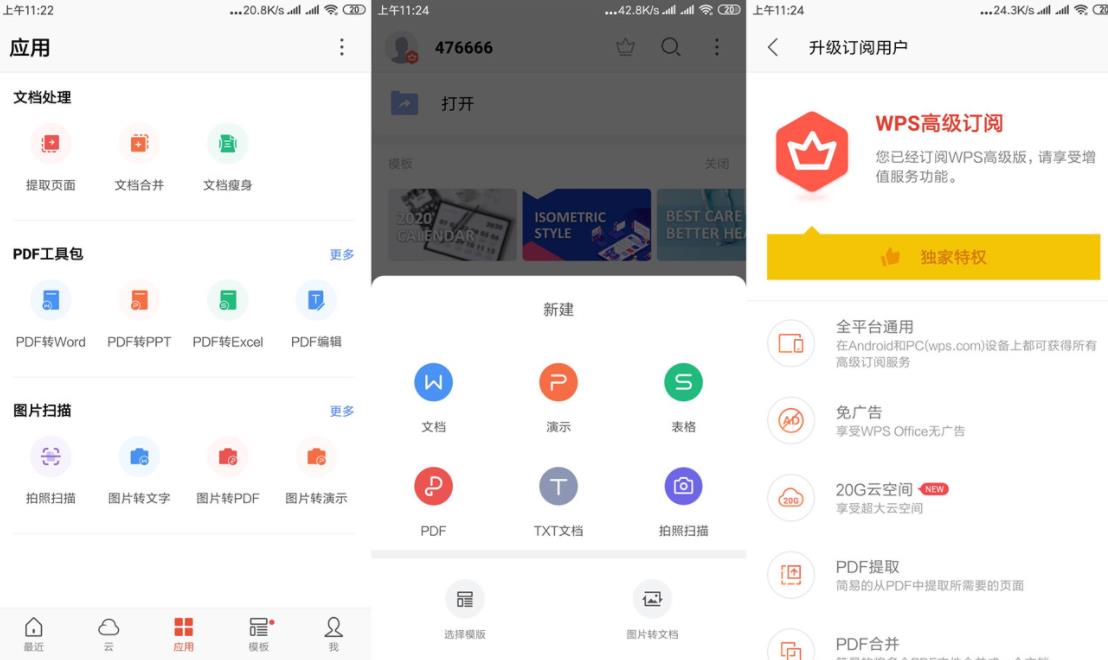 上午11:22
...20.8K/s
20
应用
文档处理
提取页面
文档合并
文档瘦身
PDF工具包
更多
PDF转Word
PDF转PPT
PDF转Excel
PDF编辑
图片扫描
更多
拍照扫描
图片转文字
图片转PDF
图片转演示
最近
云
应用
模板
我
上午11:24
...42.8K/s
20
476666
打开
模板
关闭
2020
CALENDAR
ISOMETRIC
STYLE
BEST CARE
BETTER HEA
新建
W
P
S
文档
演示
表格
T
PDF
TXT文档
拍照扫描
选择模版
图片转文档
上午11:24
...24.3K/s
20
升级订阅用户
WPS高级订阅
您已经订阅WPS高级版，请享受增
值服务功能。
独家特权
全平台通用
在Android和PC(wps.com)设备上都可获得所有
高级订阅服务
AD
免广告
享受WPS Office无广告
20G
20G云空间
NEW
享受超大云空间
PDF提取
简易的从PDF中提取所需要的页面
PDF合并